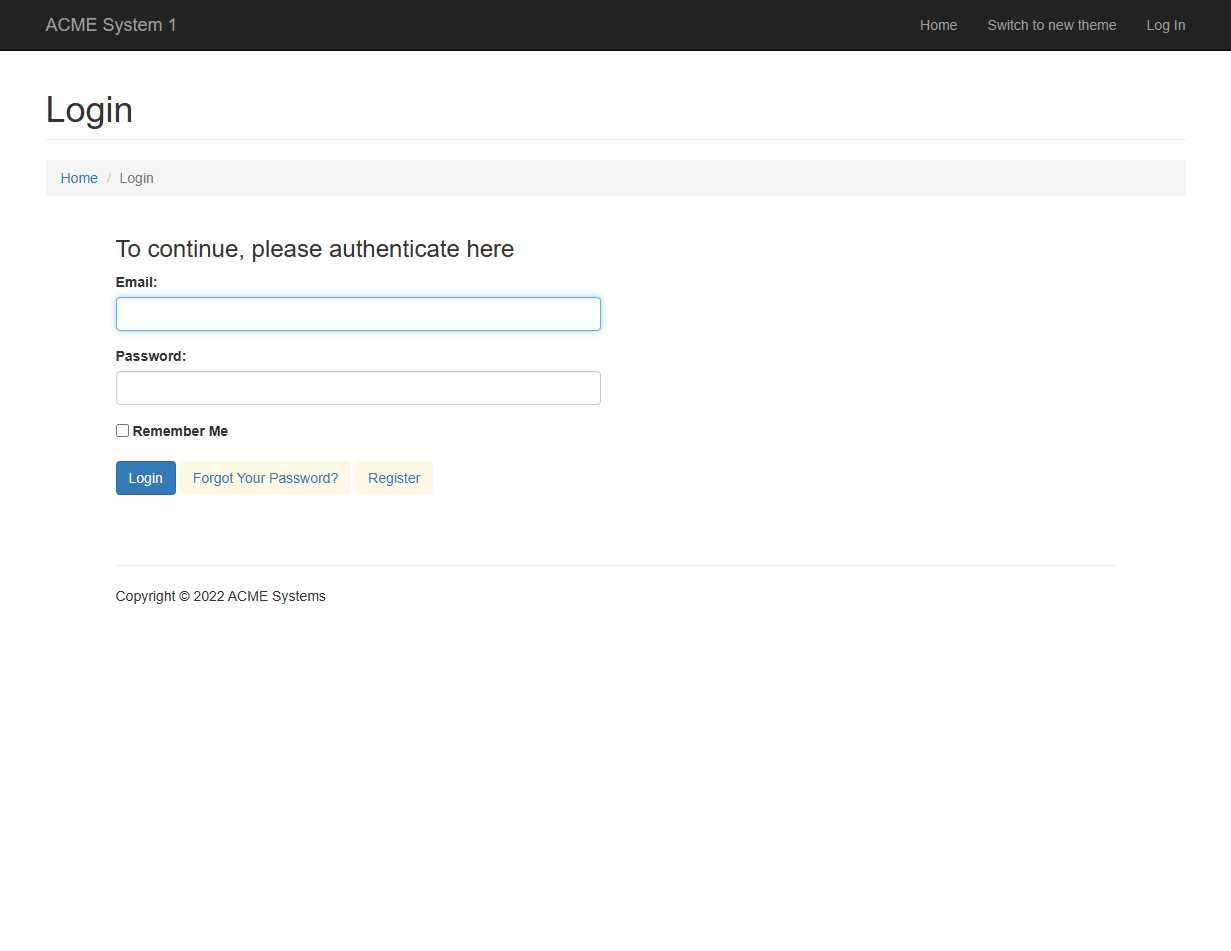 ACME System 1 Home Switch to new theme Log In
Login
Home / Login
To continue, please authenticate here
Email:
Password:
Remember Me
Login Forgot Your Password? Register
Copyright © 2022 ACME Systems